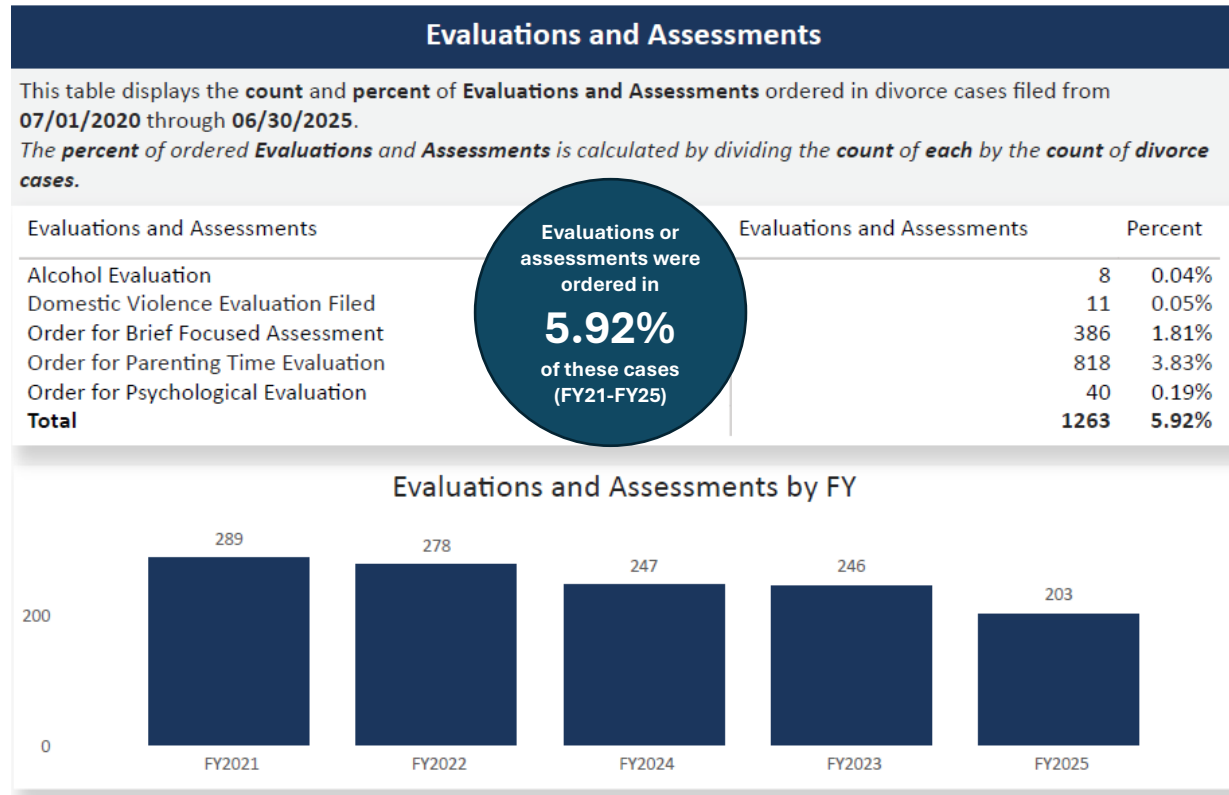 Evaluations and Assessments
This table displays the count and percent of Evaluations and Assessments ordered in divorce cases filed from
07/01/2020 through 06/30/2025.
The percent of ordered Evaluations and Assessments is calculated by dividing the count of each by the count of divorce
cases.
Evaluations and Assessments Evaluations and Assessments Percent
Alcohol Evaluation 8 0.04%
Domestic Violence Evaluation Filed 11 0.05%
Order for Brief Focused Assessment 386 1.81%
Order for Parenting Time Evaluation 818 3.83%
Order for Psychological Evaluation 40 0.19%
Total 1263 5.92%
Evaluations or
assessments were
ordered in
5.92%
of these cases
(FY21-FY25)
Evaluations and Assessments by FY
289 278 247 246 203
200
0
FY2021 FY2022 FY2024 FY2023 FY2025